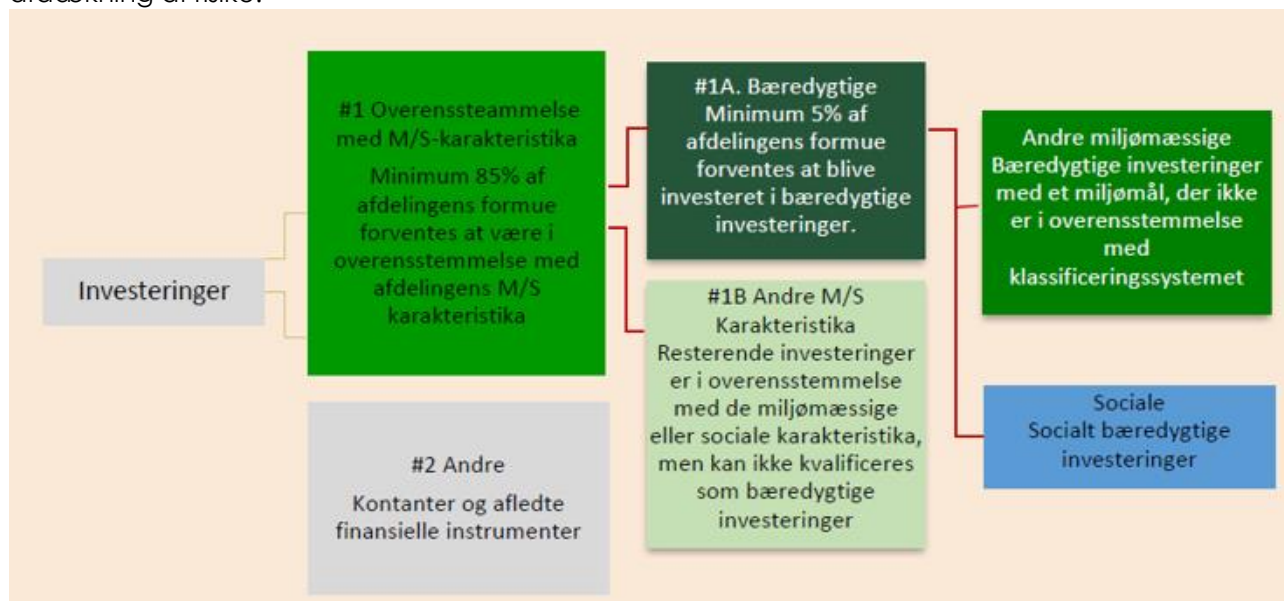 Investeringer
#1 Overenssteammelse
med M/S-karakteristika
Minimum 85% af
afdelingens formue
forventes at være i
overensstemmelse med
afdelingens M/S
karakteristika
#2 Andre
Kontanter og afledte
finansielle instrumenter
#1A. Bæredygtige
Minimum 5% af
afdelingens formue
forventes at blive
investeret i bæredygtige
investeringer.
#1B Andre M/S
Karakteristika
Resterende investeringer
er i overensstemmelse
med de miljømæssige
eller sociale karakteristika,
men kan ikke kvalificeres
som bæredygtige
investeringer
Andre miljømæssige
Bæredygtige investeringer
med et miljømål, der ikke
er i overensstemmelse
med
klassificeringssystemet
Sociale
Socialt bæredygtige
investeringer